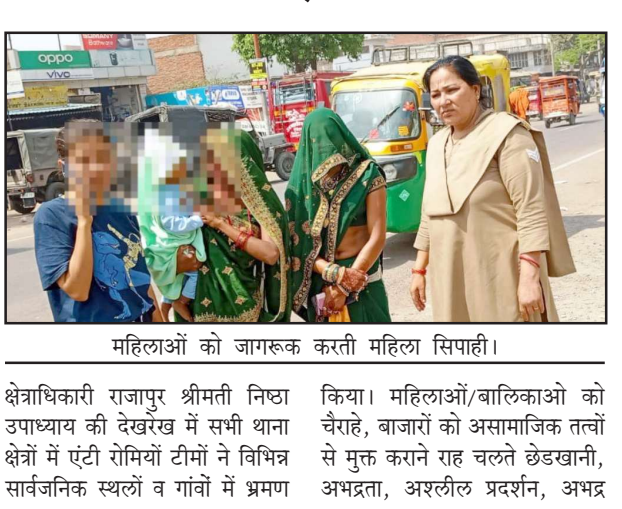 oppo
vivo
महिलाओं को जागरूक करती महिला सिपाही।
क्षेत्राधिकारी राजापुर श्रीमती निष्ठा
उपाध्याय की देखरेख में सभी थाना
क्षेत्रों में एंटी रोमियों टीमों ने विभिन्न
सार्वजनिक स्थलों व गांवों में भ्रमण
किया। महिलाओं/बालिकाओ को
चैराहे, बाजारों को असामाजिक तत्वों
से मुक्त कराने राह चलते छेडखानी,
अभद्रता, अश्लील प्रदर्शन, अभद्र